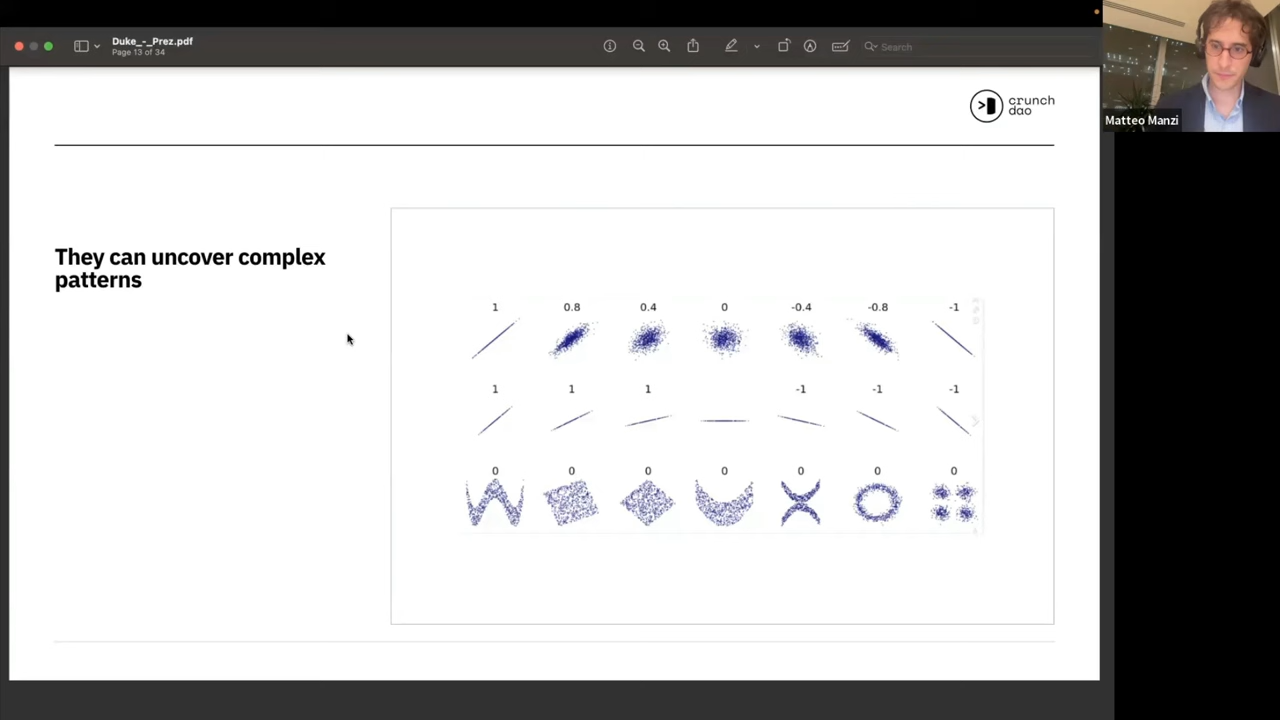 Duke_-_Prez.pdf
Page 13 of 34
Search
Matteo Manzi
crunch
dao
They can uncover complex
patterns
1 0.8 0.4 0 -0.4 -0.8 -1
1 1 1 -1 -1 -1
0 0 0 0 0 0 0